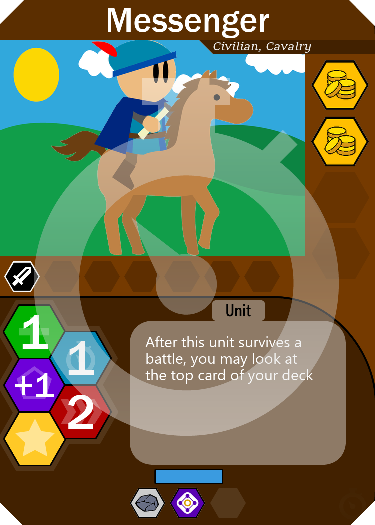 Messenger
Civilian, Cavalry
Unit
1
1
+1
2
After this unit survives a
battle, you may look at
the top card of your deck